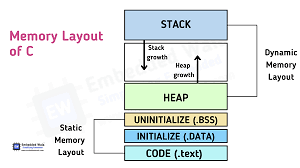 Memory Layout
of C
STACK
Stack
growth
Heap
growth
HEAP
Dynamic
Memory
Layout
UNINITIALIZE (.BSS)
INITIALIZE (.DATA)
CODE (.text)
Static
Memory
Layout